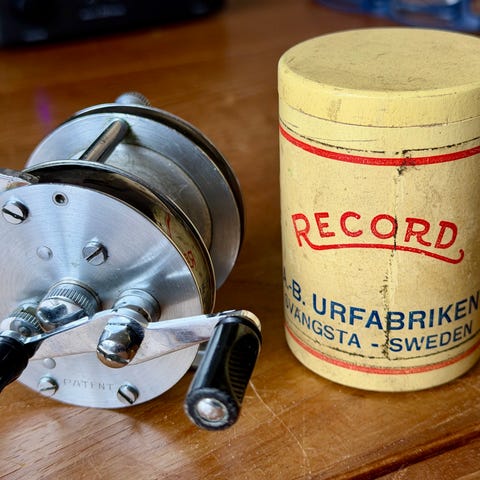 PATENT
RECORD
A.B. URFABRIKEN
SVANGSTA - SWEDEN